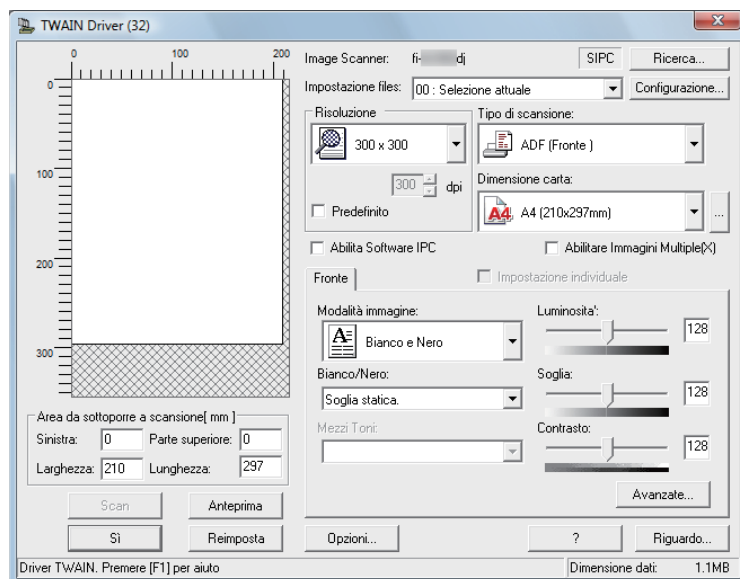 TWAIN Driver (32)
0 100 200
0
100
200
300
Image Scanner: fi- dj SIPC Ricerca...
Impostazione files: 00 : Selezione attuale Configurazione...
Risoluzione
300 x 300
300 dpi
Predefinito
Tipo di scansione:
ADF (Fronte )
Dimensione carta:
A4 A4 (210x297mm) ...
Abilita Software IPC Abilitare Immagini Multiple(X)
Fronte Impostazione individuale
Modalità immagine:
A Bianco e Nero
Bianco/Nero:
Soglia statica.
Mezzi Toni:
Luminosita': 128
Soglia: 128
Contrasto: 128
Avanzate...
Area da sottoporre a scansione[ mm ]
Sinistra: 0 Parte superiore: 0
Larghezza: 210 Lunghezza: 297
Scan Anteprima
Sì Reimposta Opzioni... ? Riguardo...
Driver TWAIN. Premere [F1] per aiuto Dimensione dati: 1.1MB